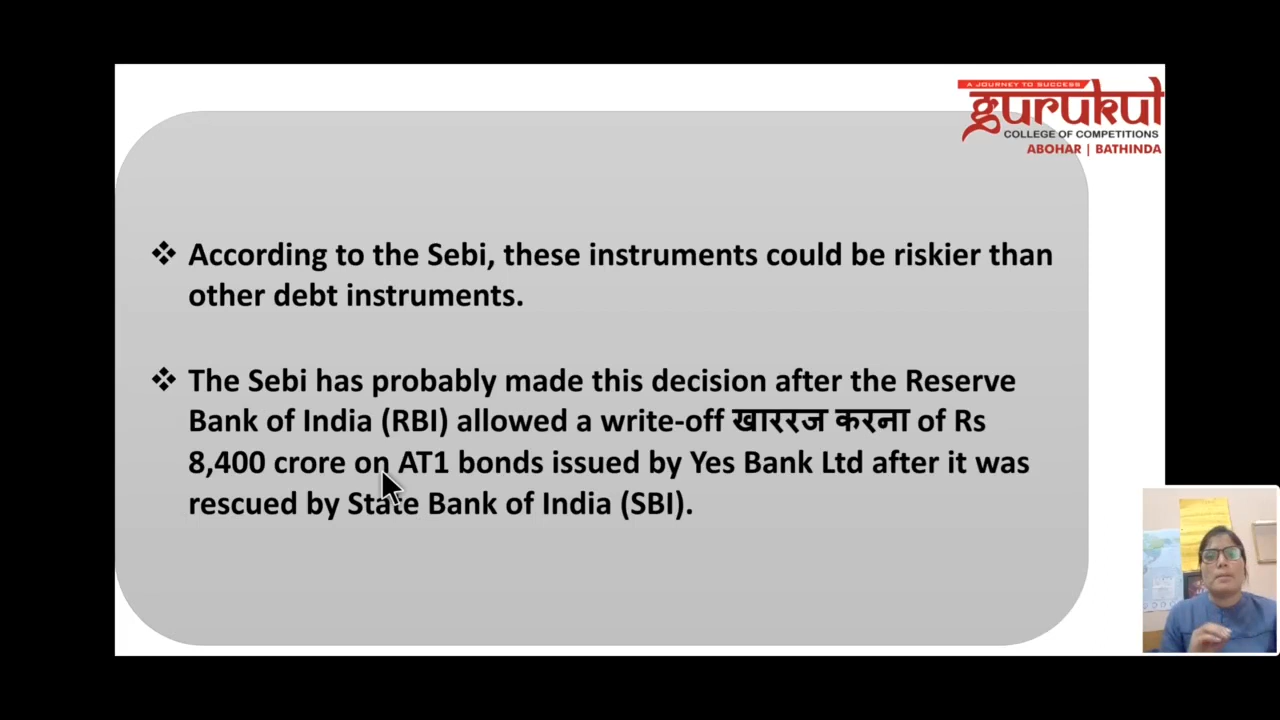 A JOURNEY TO SUCCESS
gurukul
COLLEGE OF COMPETITIONS
ABOHAR | BATHINDA
❖ According to the Sebi, these instruments could be riskier than
other debt instruments.
❖ The Sebi has probably made this decision after the Reserve
Bank of India (RBI) allowed a write-off खाररज करना of Rs
8,400 crore on AT1 bonds issued by Yes Bank Ltd after it was
rescued by State Bank of India (SBI).